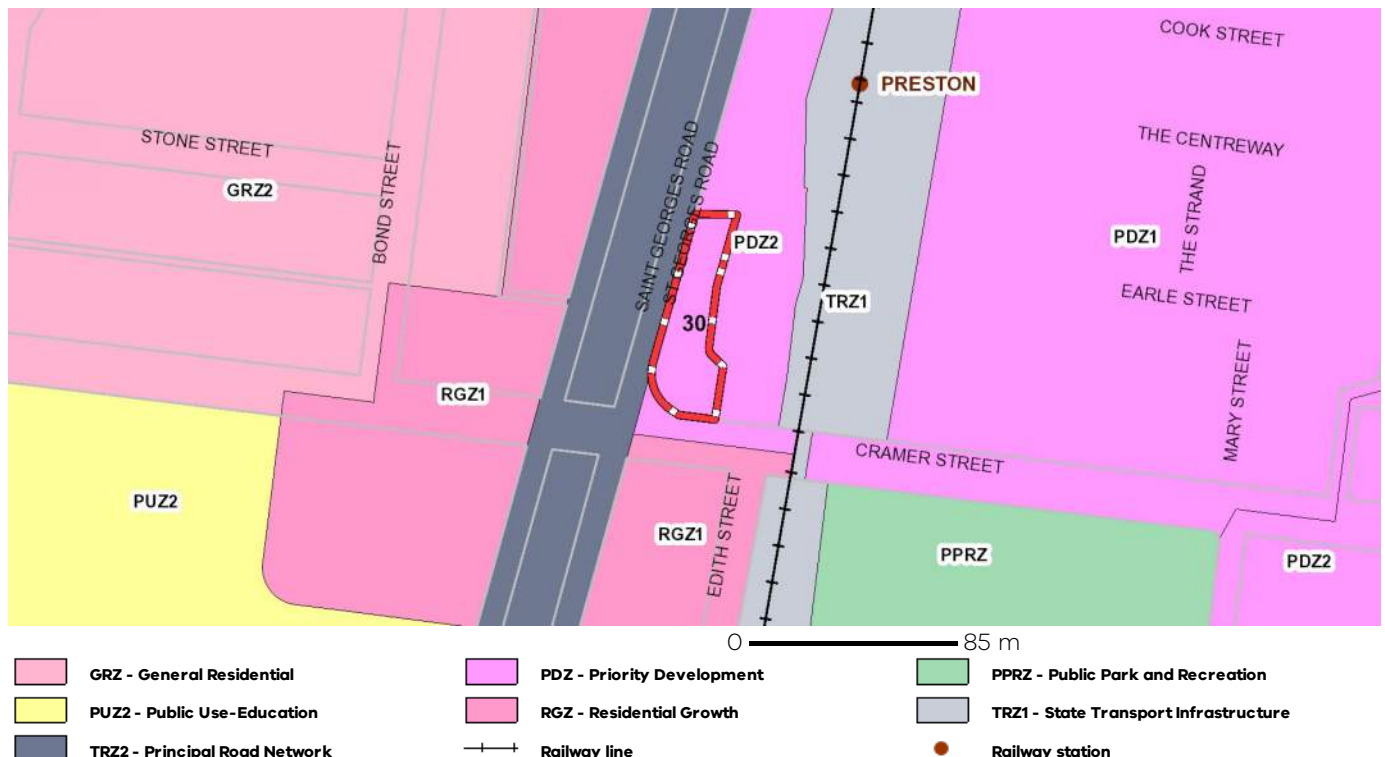 COOK STREET
PRESTON
STONE STREET
THE CENTREWAY
GRZ2
BOND STREET
SAINT GEORGES ROAD
ST GEORGES ROAD
PDZ2
THE STRAND
PDZ1
TRZ1
EARLE STREET
30
MARY STREET
RGZ1
CRAMER STREET
PUZ2
RGZ1
EDITH STREET
PPRZ
PDZ2
0 85 m
GRZ - General Residential
PDZ - Priority Development
PPRZ - Public Park and Recreation
PUZ2 - Public Use-Education
RGZ - Residential Growth
TRZ1 - State Transport Infrastructure
TRZ2 - Principal Road Network
Railway line
Railway station